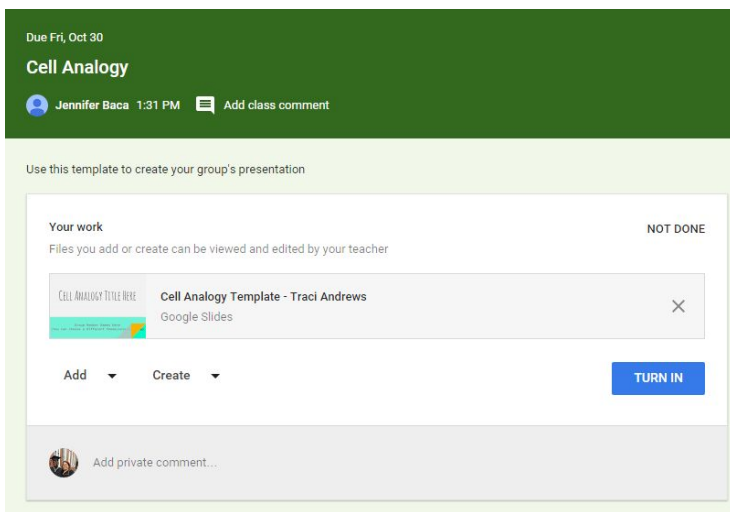 Due Fri, Oct 30
Cell Analogy
Jennifer Baca 1:31 PM Add class comment
Use this template to create your group's presentation
Your work
NOT DONE
Files you add or create can be viewed and edited by your teacher
CELL ANALOGY TITLE HERE
Cell Analogy Template - Traci Andrews
Google Slides
Add Create
TURN IN
Add private comment...